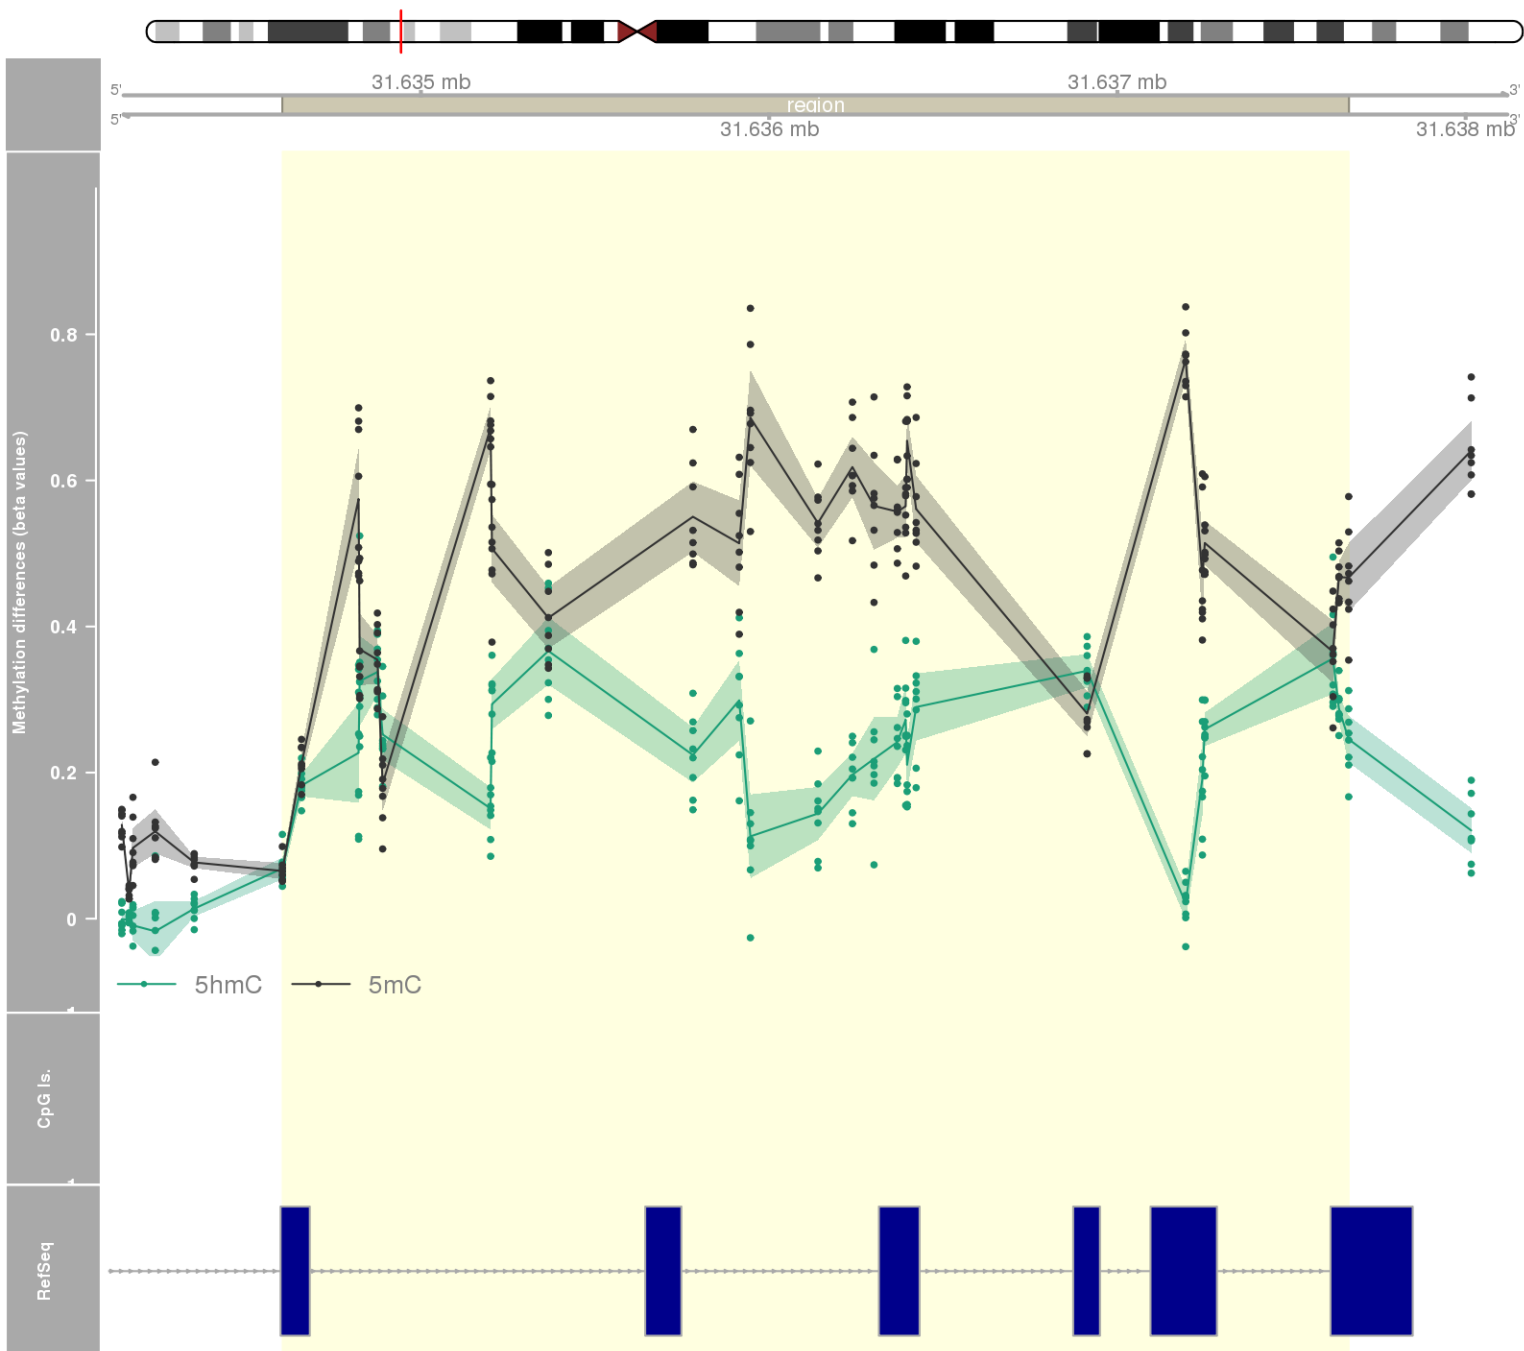 31.635 mb
31.637 mb
5'
3'
region
5'
3'
31.636 mb
31.638 mb
Methylation differences (beta values)
0.8
0.6
0.4
0.2
0
5hmC
5mC
CpG Is.
RefSeq